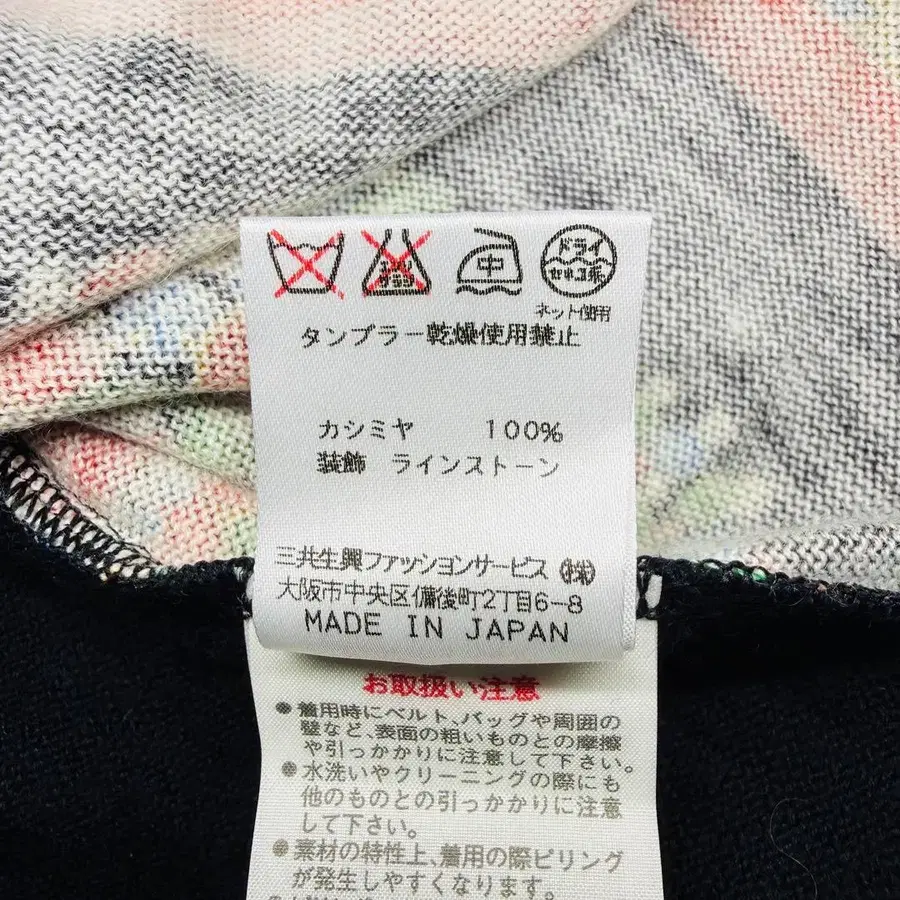 エンソ
サラシ
中
ドライ
セキユ系
ネット使用
タンブラー乾燥使用禁止
カシミヤ 100%
装飾 ラインストーン
三共生興ファッションサービス ㈱
大阪市中央区備後町2丁目6-8
MADE IN JAPAN
お取扱い注意
●着用時にベルト、バッグや周囲の
壁など、表面の粗いものとの摩擦
や引っかかりに注意して下さい。
●水洗いやクリーニングの際にも
他のものとの引っかかりに注意
して下さい。
●素材の特性上、着用の際ピリング
が発生しやすくなります。